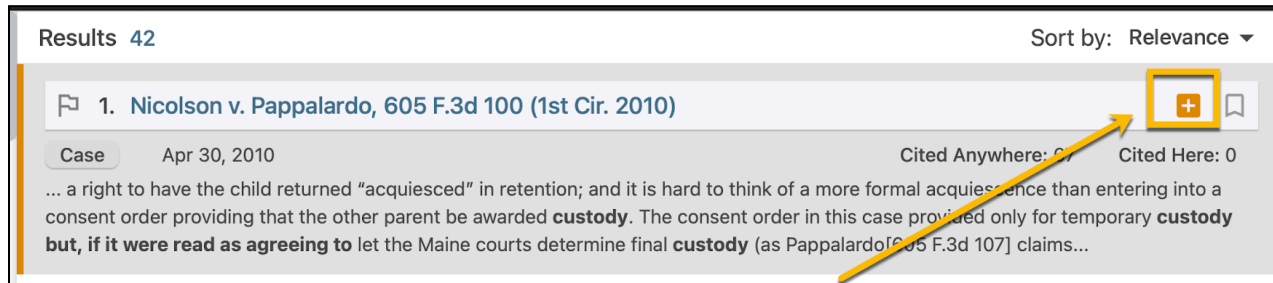 Results 42 Sort by: Relevance
1. Nicolson v. Pappalardo, 605 F.3d 100 (1st Cir. 2010)
Case Apr 30, 2010 Cited Anywhere: Cited Here: 0
... a right to have the child returned “acquiesced” in retention; and it is hard to think of a more formal acquiescence than entering into a
consent order providing that the other parent be awarded custody. The consent order in this case provided only for temporary custody
but, if it were read as agreeing to let the Maine courts determine final custody (as Pappalardo[605 F.3d 107] claims...